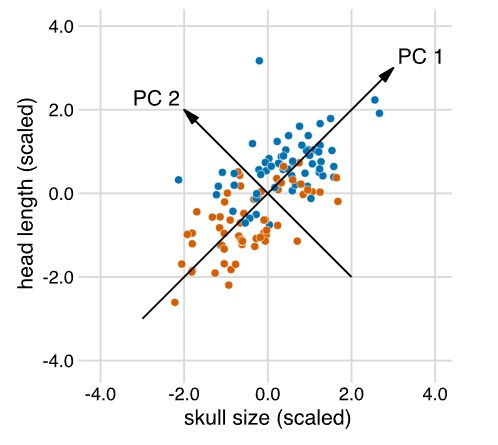 4.0
PC 1
PC 2
2.0
0.0
-2.0
-4.0
head length (scaled)
-4.0 -2.0 0.0 2.0 4.0
skull size (scaled)